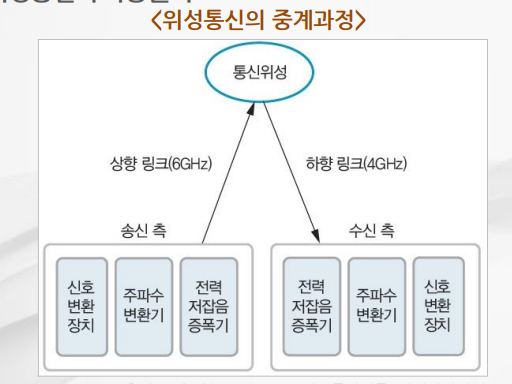 <위성통신의 중계과정>
통신위성
상향 링크(6GHz)
하향 링크(4GHz)
송신 측
수신 측
신호
변환
장치
주파수
변환기
전력
저잡음
증폭기
전력
저잡음
증폭기
주파수
변환기
신호
변환
장치